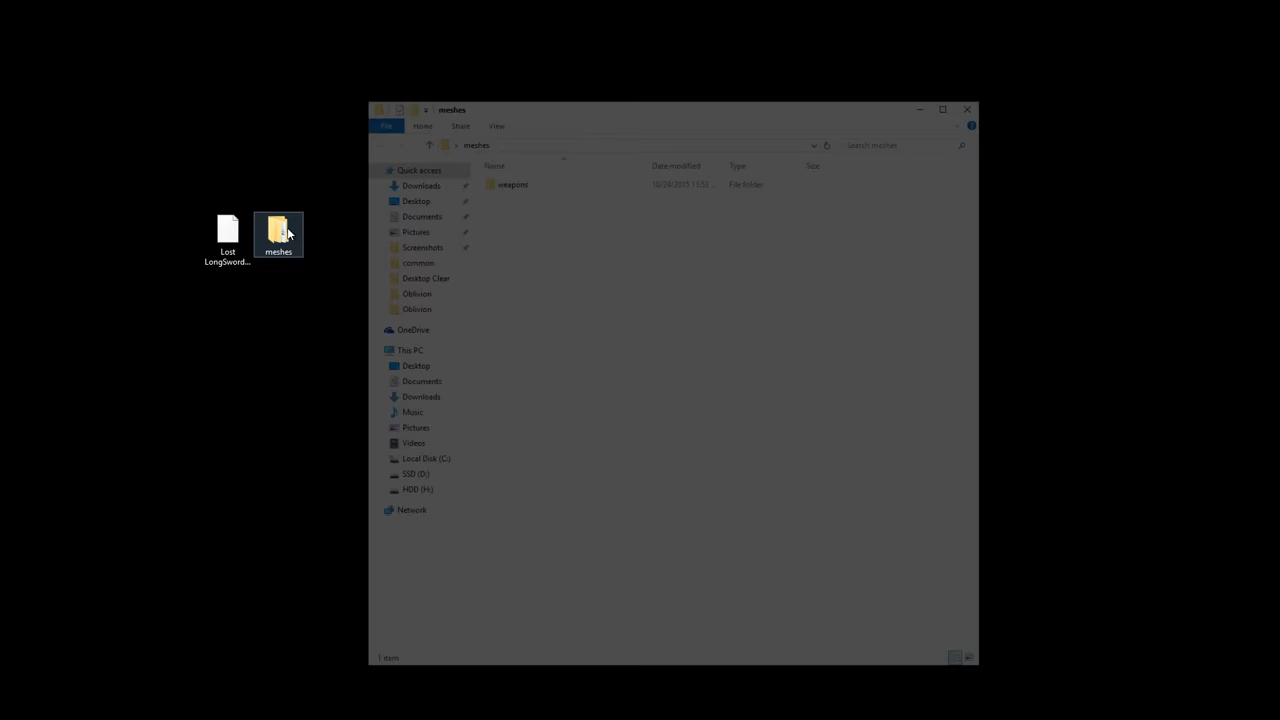 meshes
File
Home
Share
View
meshes
Search meshes
Name
Date modified
Type
Size
weapons
File folder
Quick access
Downloads
Desktop
Documents
Pictures
Screenshots
common
Desktop Clear
Oblivion
Oblivion
OneDrive
This PC
Desktop
Documents
Downloads
Music
Pictures
Videos
Local Disk (C:)
SSD (D:)
HDD (H:)
Network
1 item
Lost
LongSword...
meshes